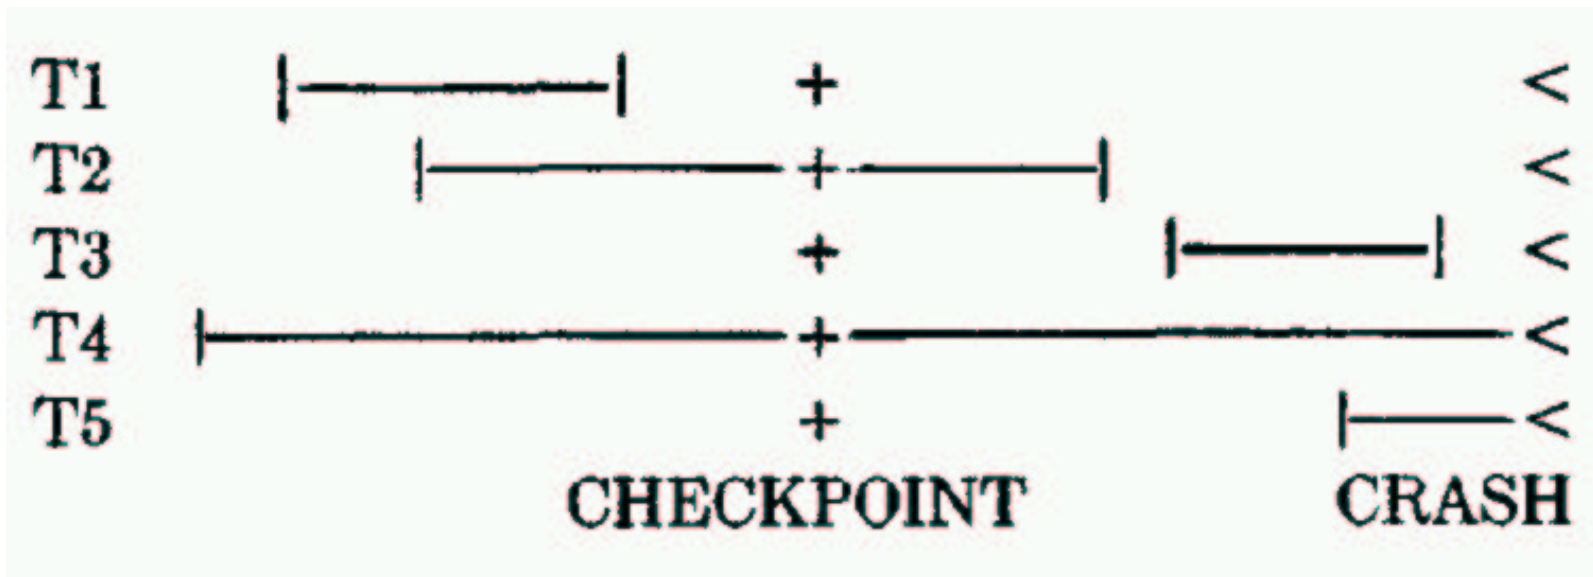 T1 + <
T2 + <
T3 + <
T4 + <
T5 + <
CHECKPOINT CRASH